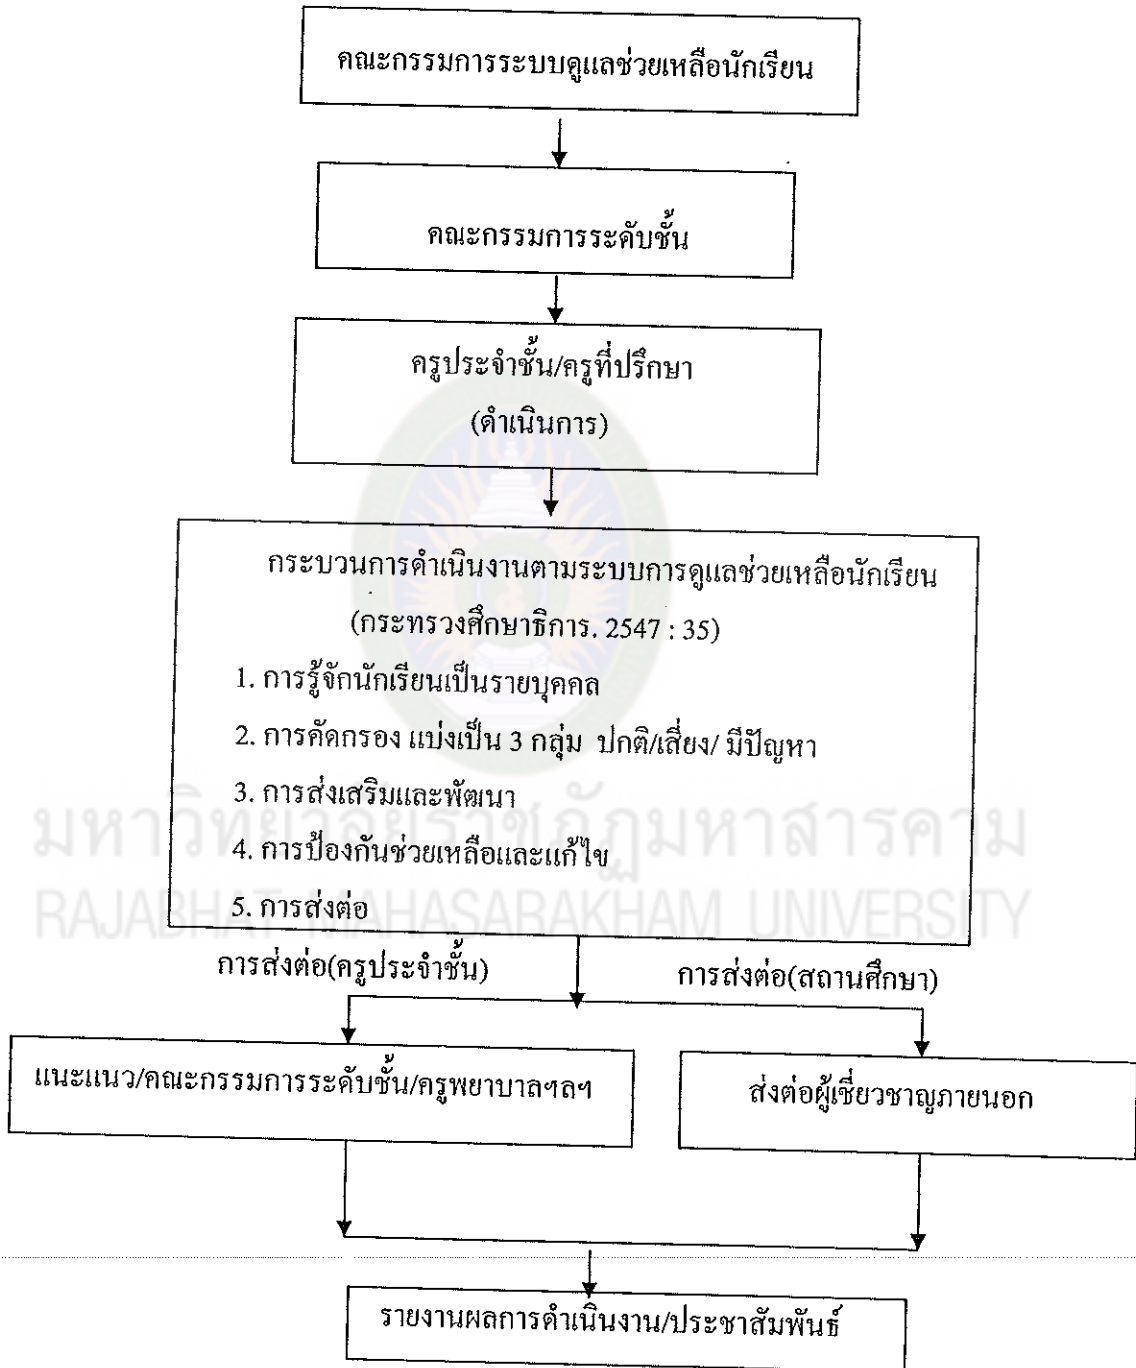 คณะกรรมการระบบดูแลช่วยเหลือนักเรียน
คณะกรรมการระดับชั้น
ครูประจำชั้น/ครูที่ปรึกษา
(ดำเนินการ)
กระบวนการดำเนินงานตามระบบการดูแลช่วยเหลือนักเรียน
(กระทรวงศึกษาธิการ. 2547 : 35)
1. การรู้จักนักเรียนเป็นรายบุคคล
2. การคัดกรอง แบ่งเป็น 3 กลุ่ม ปกติ/เสี่ยง/ มีปัญหา
3. การส่งเสริมและพัฒนา
มหาวิทยาลัยราชภัฏมหาสารคาม
4. การป้องกันช่วยเหลือและแก้ไข
RAJABHAT MAHASARAKHAM UNIVERSITY
5. การส่งต่อ
การส่งต่อ(ครูประจำชั้น) การส่งต่อ(สถานศึกษา)
แนะแนว/คณะกรรมการระดับชั้น/ครูพยาบาลฯลฯ
ส่งต่อผู้เชี่ยวชาญภายนอก
รายงานผลการดำเนินงาน/ประชาสัมพันธ์